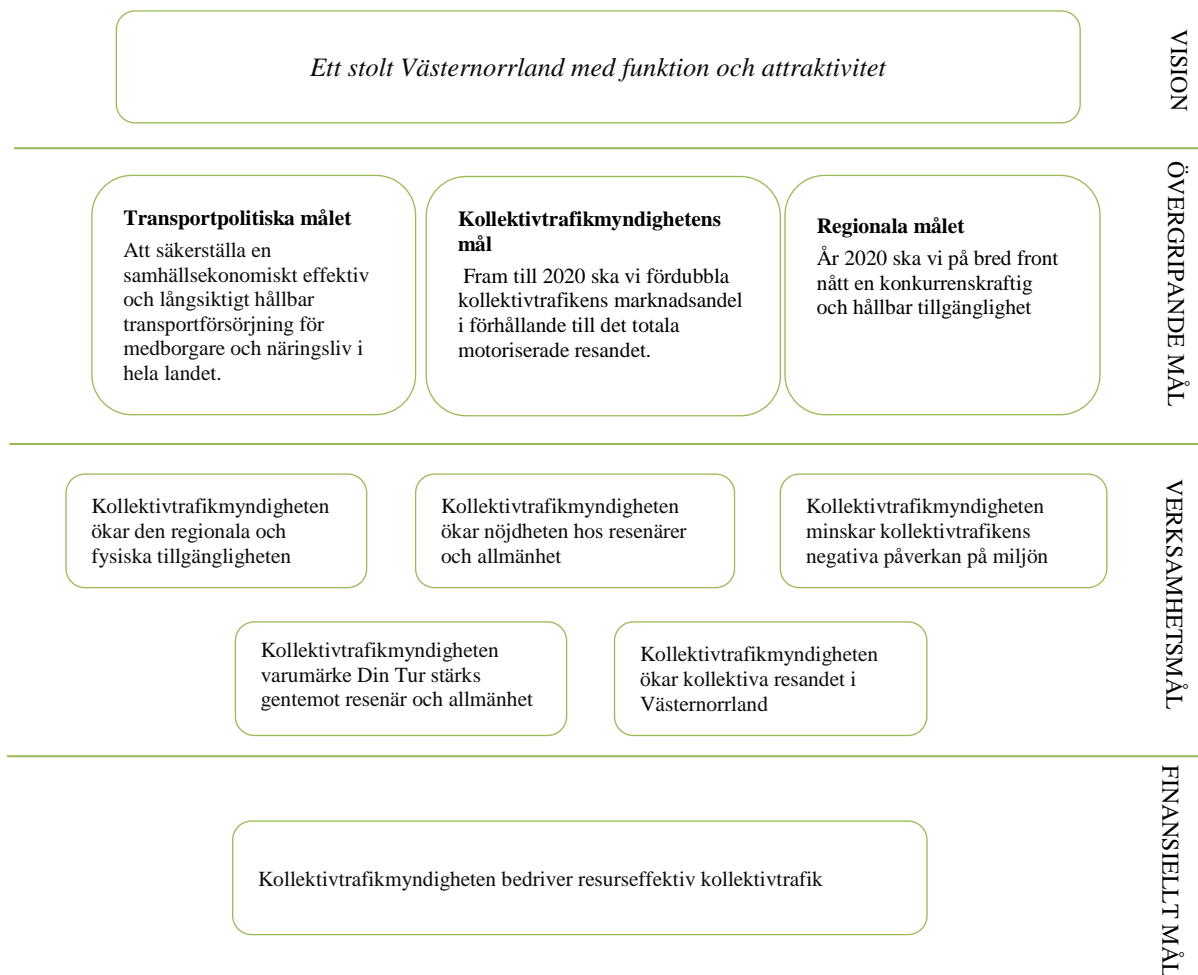 Ett stolt Västernorrland med funktion och attraktivitet
VISION
Transportpolitiska målet
Att säkerställa en
samhällsekonomiskt effektiv
och långsiktigt hållbar
transportförsörjning för
medborgare och näringsliv i
hela landet.
Kollektivtrafikmyndighetens
mål
Fram till 2020 ska vi fördubbla
kollektivtrafikens marknadsandel
i förhållande till det totala
motoriserade resandet.
Regionala målet
År 2020 ska vi på bred front
nått en konkurrenskraftig
och hållbar tillgänglighet
ÖVERGRIPANDE MÅL
Kollektivtrafikmyndigheten
ökar den regionala och
fysiska tillgängligheten
Kollektivtrafikmyndigheten
ökar nöjdheten hos resenärer
och allmänhet
Kollektivtrafikmyndigheten
minskar kollektivtrafikens
negativa påverkan på miljön
Kollektivtrafikmyndigheten
varumärke Din Tur stärks
gentemot resenär och allmänhet
Kollektivtrafikmyndigheten
ökar kollektiva resandet i
Västernorrland
VERKSAMHETSMÅL
Kollektivtrafikmyndigheten bedriver resurseffektiv kollektivtrafik
FINANSIELLT MÅL